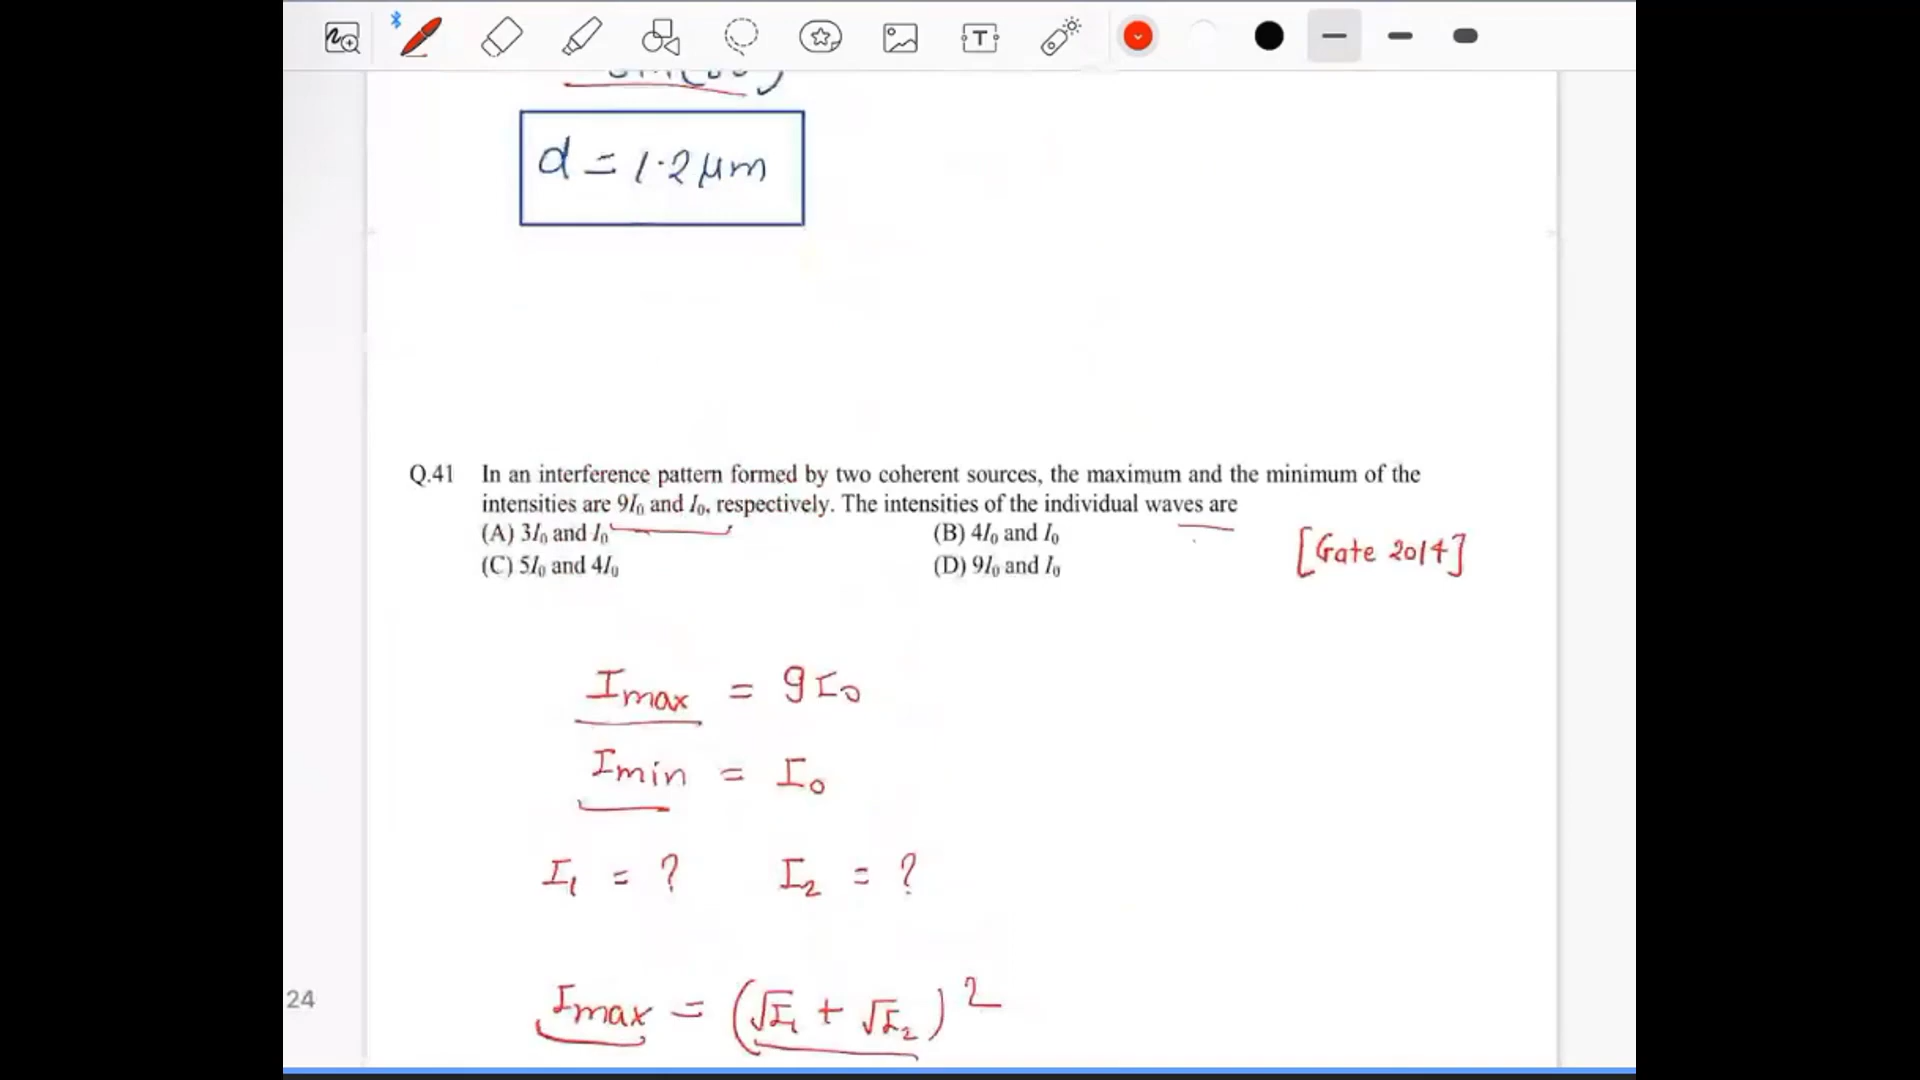 d = 1.2 μm
Q.41 In an interference pattern formed by two coherent sources, the maximum and the minimum of the
intensities are 9I₀ and I₀, respectively. The intensities of the individual waves are
(A) 3I₀ and I₀ (B) 4I₀ and I₀
[Gate 2014]
(C) 5I₀ and 4I₀ (D) 9I₀ and I₀
Imax = 9I₀
Imin = I₀
I₁ = ? I₂ = ?
24
Imax = (√I₁ + √I₂)²